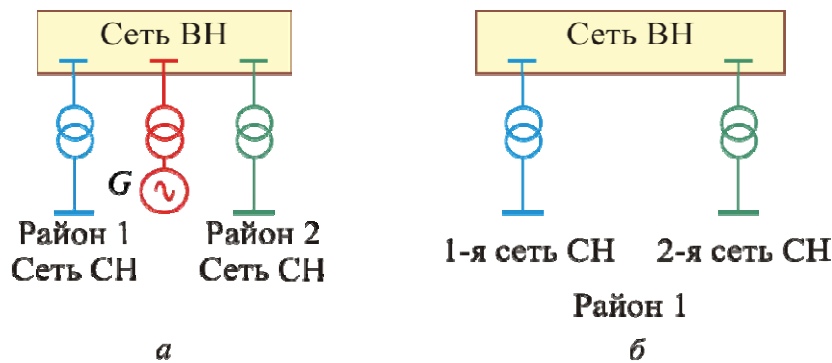 Сеть ВН
G
Район 1
Сеть СН
Район 2
Сеть СН
а
Сеть ВН
1-я сеть СН
2-я сеть СН
Район 1
б